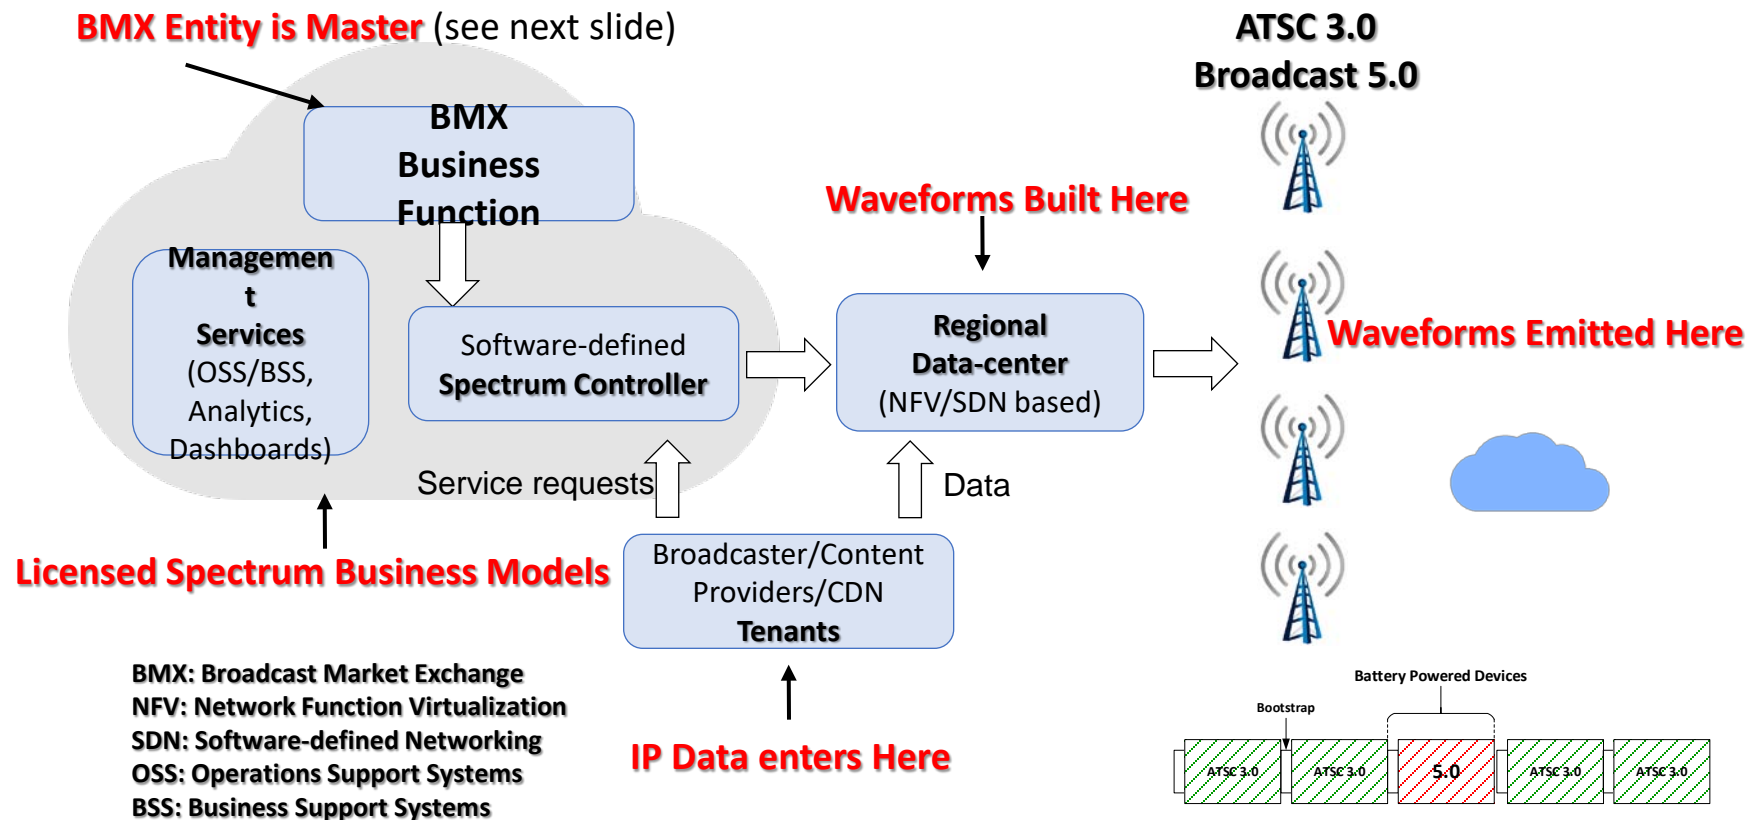 BMX Entity is Master (see next slide)
ATSC 3.0
Broadcast 5.0
BMX
Business
Function
Waveforms Built Here
Managemen
t
Services
(OSS/BSS,
Analytics,
Dashboards)
Software-defined
Spectrum Controller
Regional
Data-center
(NFV/SDN based)
Waveforms Emitted Here
Service requests
Data
Licensed Spectrum Business Models
Broadcaster/Content
Providers/CDN
Tenants
BMX: Broadcast Market Exchange
NFV: Network Function Virtualization
SDN: Software-defined Networking
OSS: Operations Support Systems
BSS: Business Support Systems
IP Data enters Here
Battery Powered Devices
Bootstrap
ATSC 3.0
ATSC 3.0
5.0
ATSC 3.0
ATSC 3.0